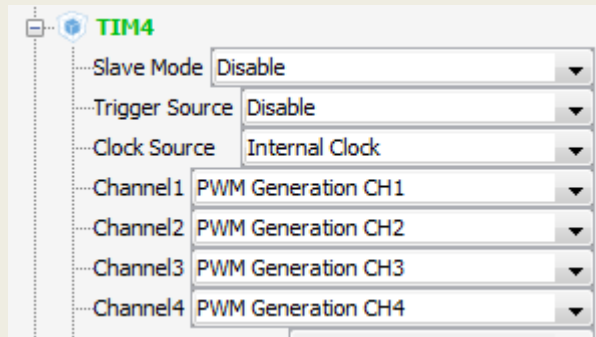 TIM4
Slave Mode Disable
Trigger Source Disable
Clock Source Internal Clock
Channel1 PWM Generation CH1
Channel2 PWM Generation CH2
Channel3 PWM Generation CH3
Channel4 PWM Generation CH4